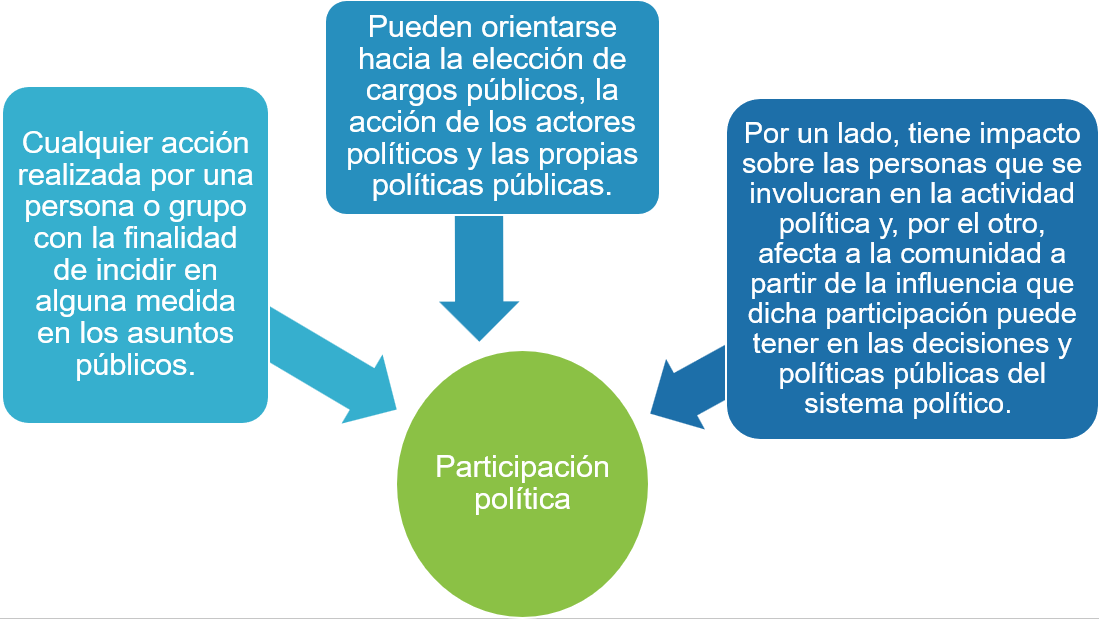 Cualquier acción
realizada por una
persona o grupo
con la finalidad
de incidir en
alguna medida
en los asuntos
públicos.
Pueden orientarse
hacia la elección de
cargos públicos, la
acción de los actores
políticos y las propias
políticas públicas.
Por un lado, tiene impacto
sobre las personas que se
involucran en la actividad
política y, por el otro,
afecta a la comunidad a
partir de la influencia que
dicha participación puede
tener en las decisiones y
políticas públicas del
sistema político.
Participación
política